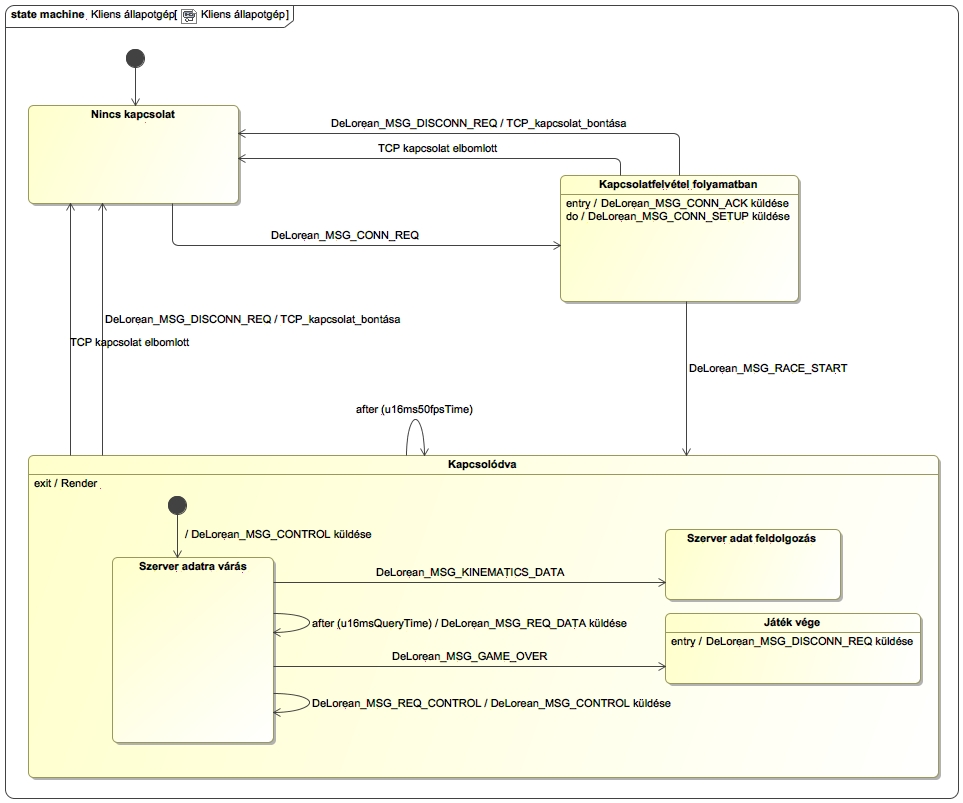 state machine Kliens állapotgép[ Kliens állapotgép]
Nincs kapcsolat
DeLorean_MSG_DISCONN_REQ / TCP_kapcsolat_bontása
TCP kapcsolat elbomlott
Kapcsolatfelvétel folyamatban
entry / DeLorean_MSG_CONN_ACK küldése
do / DeLorean_MSG_CONN_SETUP küldése
DeLorean_MSG_CONN_REQ
DeLorean_MSG_DISCONN_REQ / TCP_kapcsolat_bontása
TCP kapcsolat elbomlott
DeLorean_MSG_RACE_START
after (u16ms50fpsTime)
Kapcsolódva
exit / Render
/ DeLorean_MSG_CONTROL küldése
Szerver adatra várás
Szerver adat feldolgozás
DeLorean_MSG_KINEMATICS_DATA
after (u16msQueryTime) / DeLorean_MSG_REQ_DATA küldése
Játék vége
entry / DeLorean_MSG_DISCONN_REQ küldése
DeLorean_MSG_GAME_OVER
DeLorean_MSG_REQ_CONTROL / DeLorean_MSG_CONTROL küldése